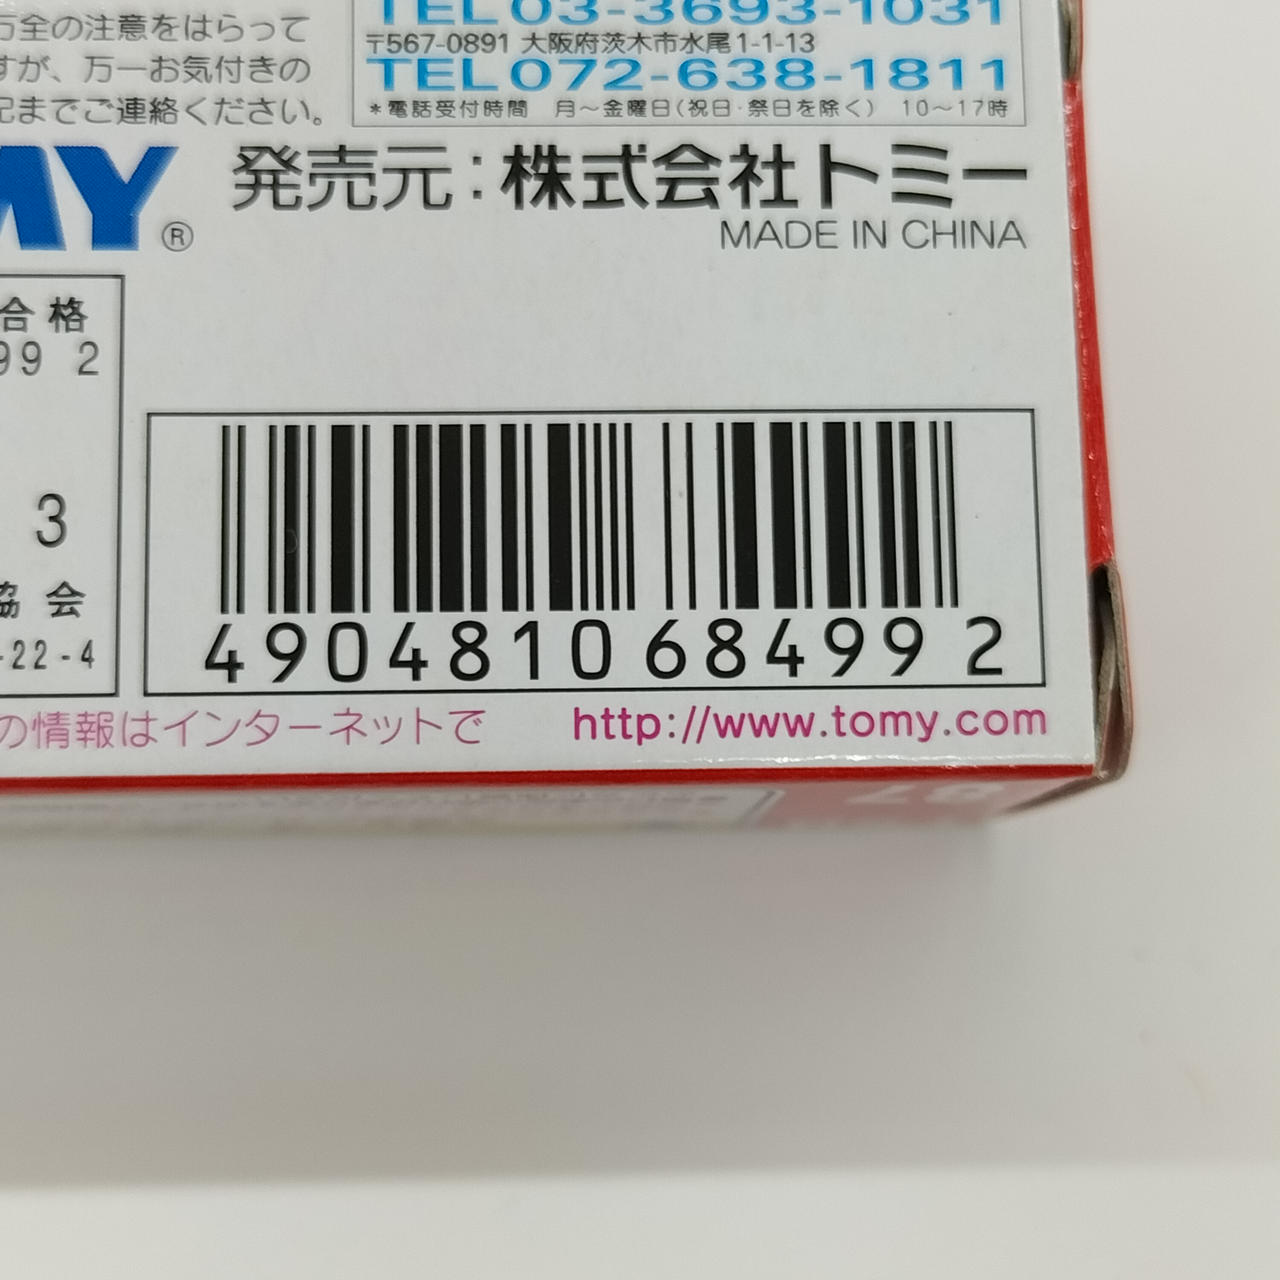 万全の注意をはらって
すが、万一お気付きの
記までご連絡ください。
TEL 03-3693-1031
〒567-0891 大阪府茨木市水尾1-1-13
TEL 072-638-1811
*電話受付時間 月〜金曜日(祝日・祭日を除く) 10〜17時
MY® 発売元:株式会社トミー
MADE IN CHINA
合格
99 2
3
協会
-22-4
4904810684992
の情報はインターネットで http://www.tomy.com
87